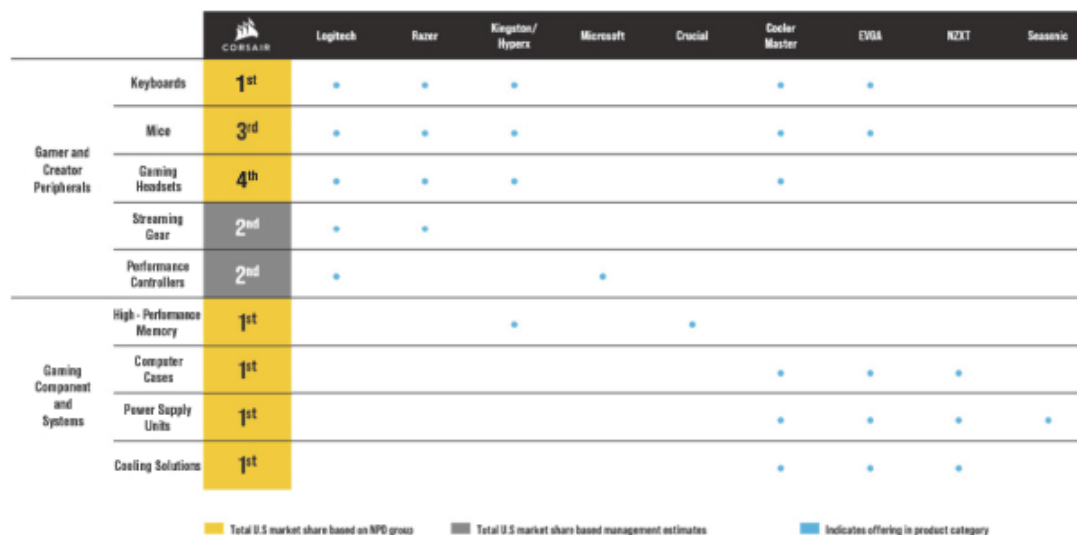 CORSAIR
Logitech
Razer
Kingston/
Hyperx
Microsoft
Crucial
Cooler
Master
EVGA
NZXT
Seasonic
Gamer and
Creator
Peripherals
Keyboards
1st
Mice
3rd
Gaming
Headsets
4th
Streaming
Gear
2nd
Performance
Controllers
2nd
Gaming
Component
and
Systems
High - Performance
Memory
1st
Computer
Cases
1st
Power Supply
Units
1st
Cooling Solutions
1st
Total U.S market share based on NPD group
Total U.S market share based management estimates
Indicates offering in product category